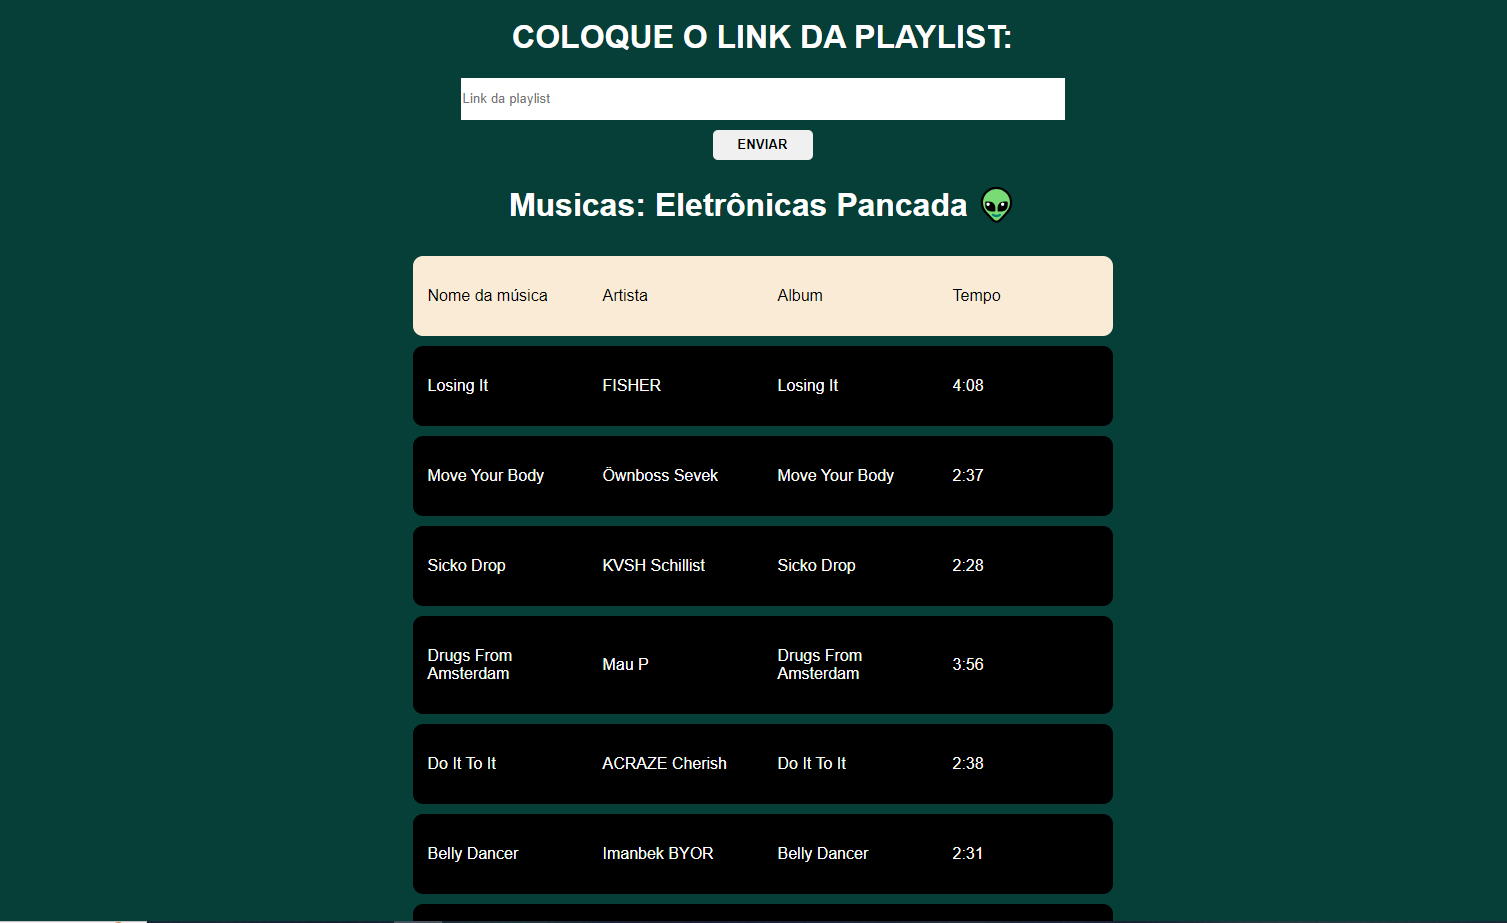 COLOQUE O LINK DA PLAYLIST:
Link da playlist
ENVIAR
Musicas: Eletrônicas Pancada 👽
Nome da música Artista Album Tempo
Losing It FISHER Losing It 4:08
Move Your Body Öwnboss Sevek Move Your Body 2:37
Sicko Drop KVSH Schillist Sicko Drop 2:28
Drugs From Amsterdam Mau P Drugs From Amsterdam 3:56
Do It To It ACRAZE Cherish Do It To It 2:38
Belly Dancer Imanbek BYOR Belly Dancer 2:31